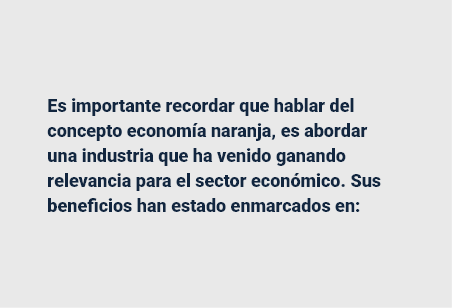 Es importante recordar que hablar del
concepto economía naranja, es abordar
una industria que ha venido ganando
relevancia para el sector económico. Sus
beneficios han estado enmarcados en: